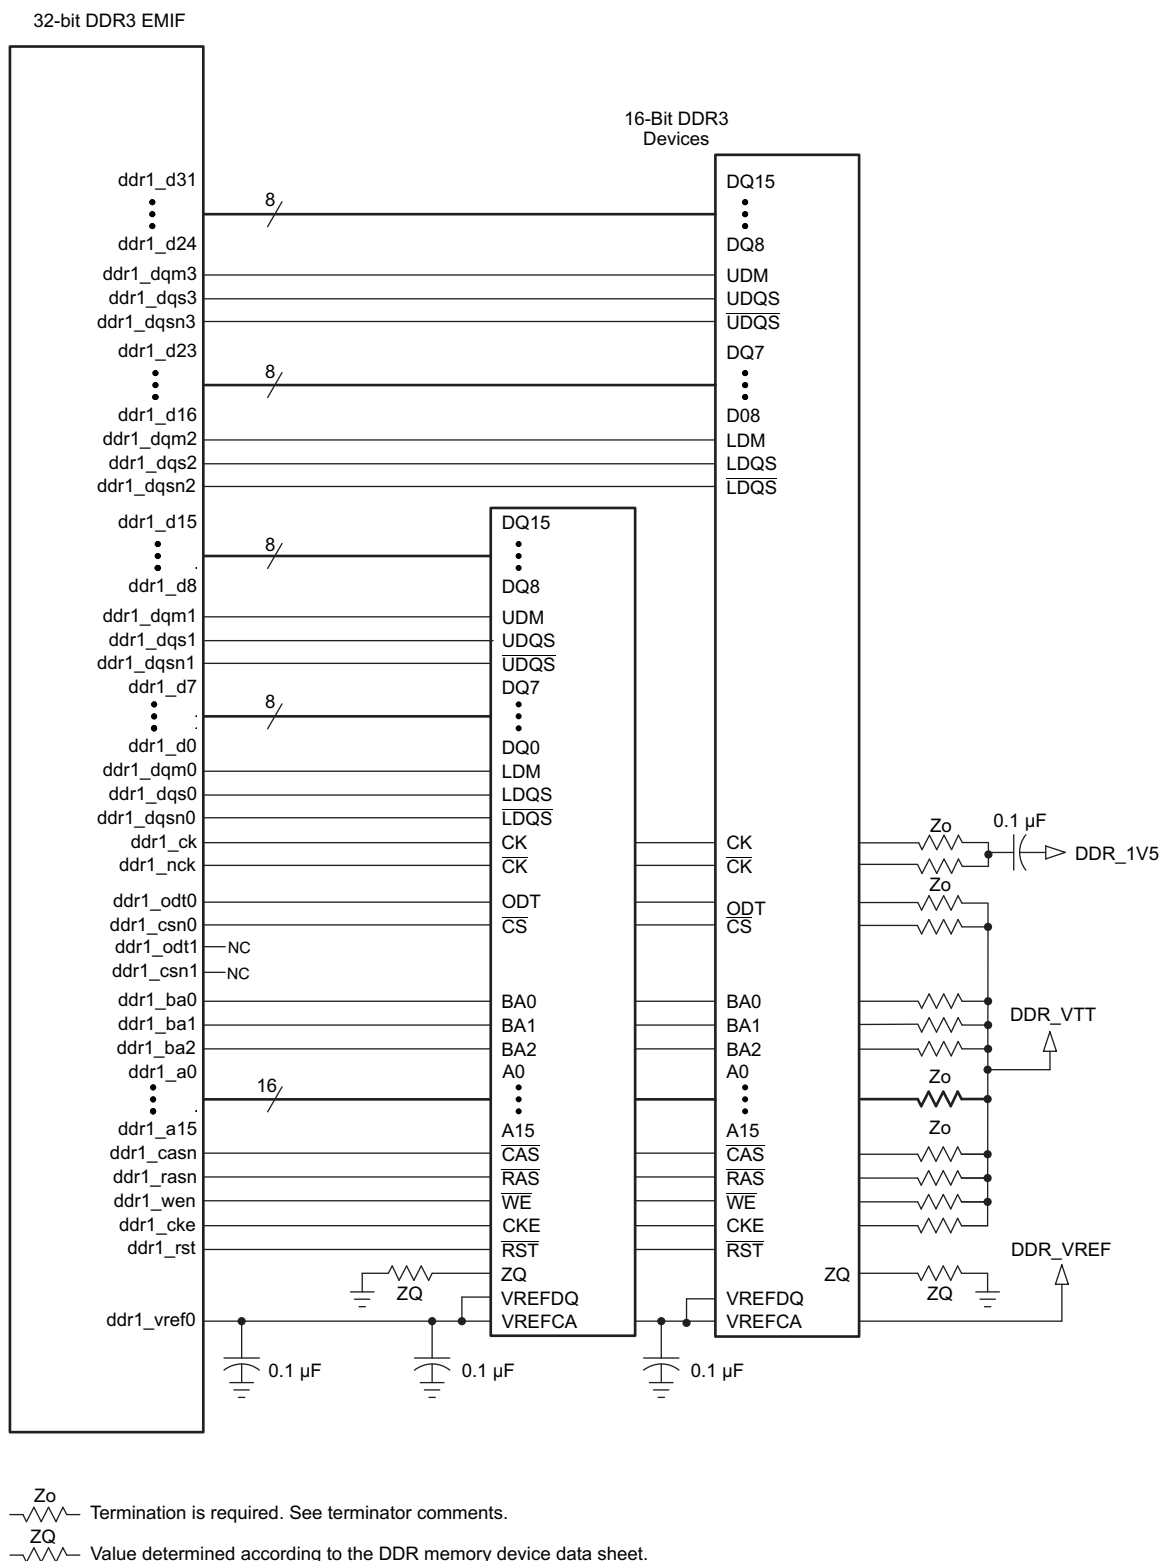 32-bit DDR3 EMIF
16-Bit DDR3
Devices
ddr1_d31 DQ15
8
ddr1_d24 DQ8
ddr1_dqm3 UDM
ddr1_dqs3 UDQS
ddr1_dqsn3 UDQS
ddr1_d23 DQ7
8
ddr1_d16 D08
ddr1_dqm2 LDM
ddr1_dqs2 LDQS
ddr1_dqsn2 LDQS
ddr1_d15 DQ15
8
ddr1_d8 DQ8
ddr1_dqm1 UDM
ddr1_dqs1 UDQS
ddr1_dqsn1 UDQS
ddr1_d7 DQ7
8
ddr1_d0 DQ0
ddr1_dqm0 LDM
ddr1_dqs0 LDQS
ddr1_dqsn0 LDQS
Zo 0.1 µF
ddr1_ck CK CK
DDR_1V5
ddr1_nck CK CK
Zo
ddr1_odt0 ODT ODT
ddr1_csn0 CS CS
ddr1_odt1 NC
ddr1_csn1 NC
ddr1_ba0 BA0 BA0
DDR_VTT
ddr1_ba1 BA1 BA1
ddr1_ba2 BA2 BA2
ddr1_a0 A0 A0 Zo
16
ddr1_a15 A15 A15 Zo
ddr1_casn CAS CAS
ddr1_rasn RAS RAS
ddr1_wen WE WE
ddr1_cke CKE CKE
ddr1_rst RST RST DDR_VREF
ZQ ZQ
ZQ ZQ
VREFDQ VREFDQ
ddr1_vref0 VREFCA VREFCA
0.1 µF 0.1 µF 0.1 µF
Zo
Termination is required. See terminator comments.
ZQ
Value determined according to the DDR memory device data sheet.